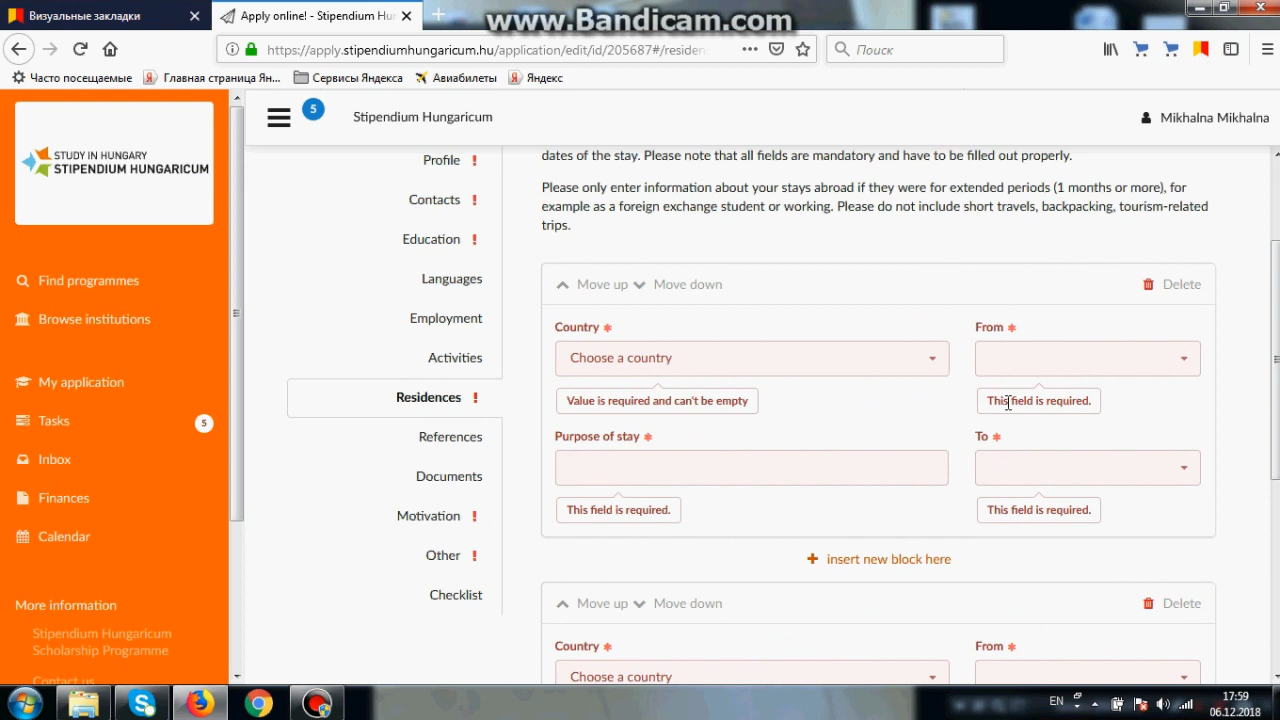 www.Bandicam.com
Визуальные закладки
Apply online! - Stipendium Hu
https://apply.stipendiumhungaricum.hu/application/edit/id/205687#/residen
Поиск
Часто посещаемые
Главная страница Ян...
Сервисы Яндекса
Авиабилеты
Яндекс
STUDY IN HUNGARY
STIPENDIUM HUNGARICUM
5
Stipendium Hungaricum
Mikhalna Mikhalna
Find programmes
Browse institutions
My application
Tasks
5
Inbox
Finances
Calendar
More information
Stipendium Hungaricum
Scholarship Programme
Contact us
Profile !
Contacts !
Education !
Languages
Employment
Activities
Residences !
References
Documents
Motivation !
Other !
Checklist
dates of the stay. Please note that all fields are mandatory and have to be filled out properly.
Please only enter information about your stays abroad if they were for extended periods (1 months or more), for
example as a foreign exchange student or working. Please do not include short travels, backpacking, tourism-related
trips.
Move up Move down Delete
Country * From *
Choose a country
Value is required and can't be empty This field is required.
Purpose of stay * To *
This field is required. This field is required.
+ insert new block here
Move up Move down Delete
Country * From *
Choose a country
EN
17:59
06.12.2018